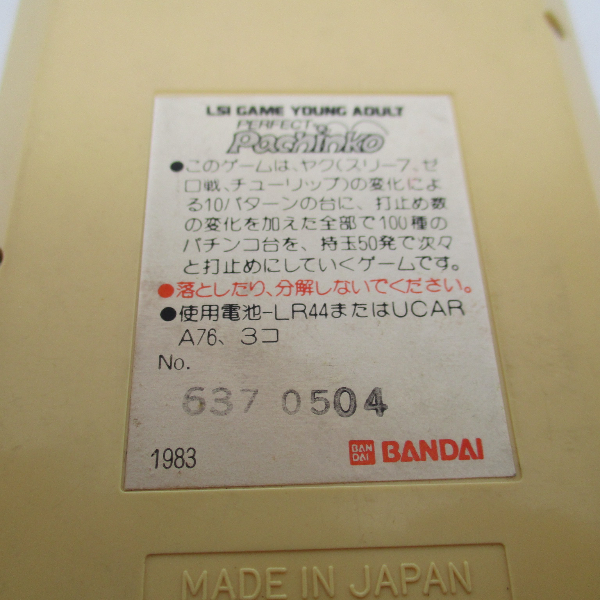 LSI GAME YOUNG ADULT
PERFECT
Pachinko
●このゲームは、ヤク(スリー7、ゼ
ロ戦、チューリップ)の変化によ
る10パターンの台に、打止め数
の変化を加えた全部で100種の
パチンコ台を、持玉50発で次々
と打止めにしていくゲームです。
●落としたり、分解しないでください。
●使用電池-LR44またはUCAR
A76、3コ
No.
637 0504
1983
BAN
DAI
BANDAI
MADE IN JAPAN